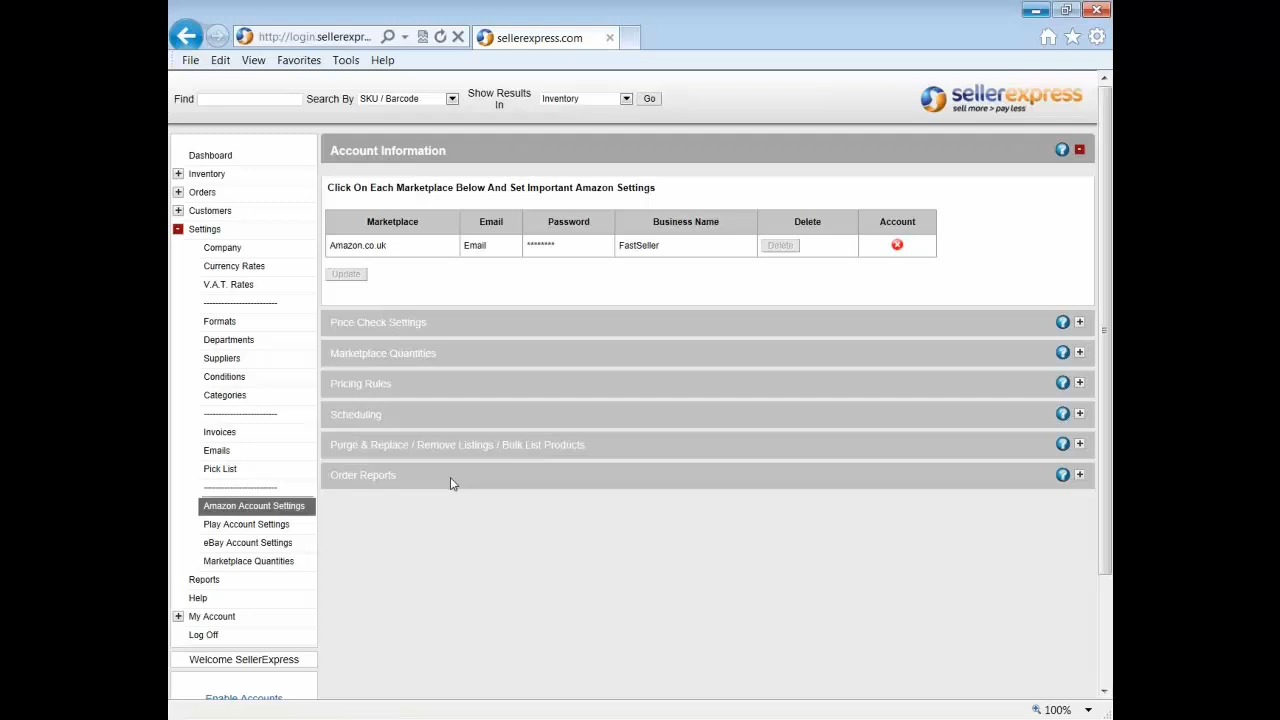 http://login.sellerexpr...
sellerexpress.com
File Edit View Favorites Tools Help
Find Search By SKU / Barcode Show Results In Inventory Go
sellerexpress
sell more > pay less
Dashboard
Inventory
Orders
Customers
Settings
Company
Currency Rates
V.A.T. Rates
------------------------
Formats
Departments
Suppliers
Conditions
Categories
------------------------
Invoices
Emails
Pick List
------------------------
Amazon Account Settings
Play Account Settings
eBay Account Settings
Marketplace Quantities
Reports
Help
My Account
Log Off
Welcome SellerExpress
Enable Accounts
Account Information
Click On Each Marketplace Below And Set Important Amazon Settings
Marketplace Email Password Business Name Delete Account
Amazon.co.uk Email ******** FastSeller Delete
Update
Price Check Settings
Marketplace Quantities
Pricing Rules
Scheduling
Purge & Replace / Remove Listings / Bulk List Products
Order Reports
100%